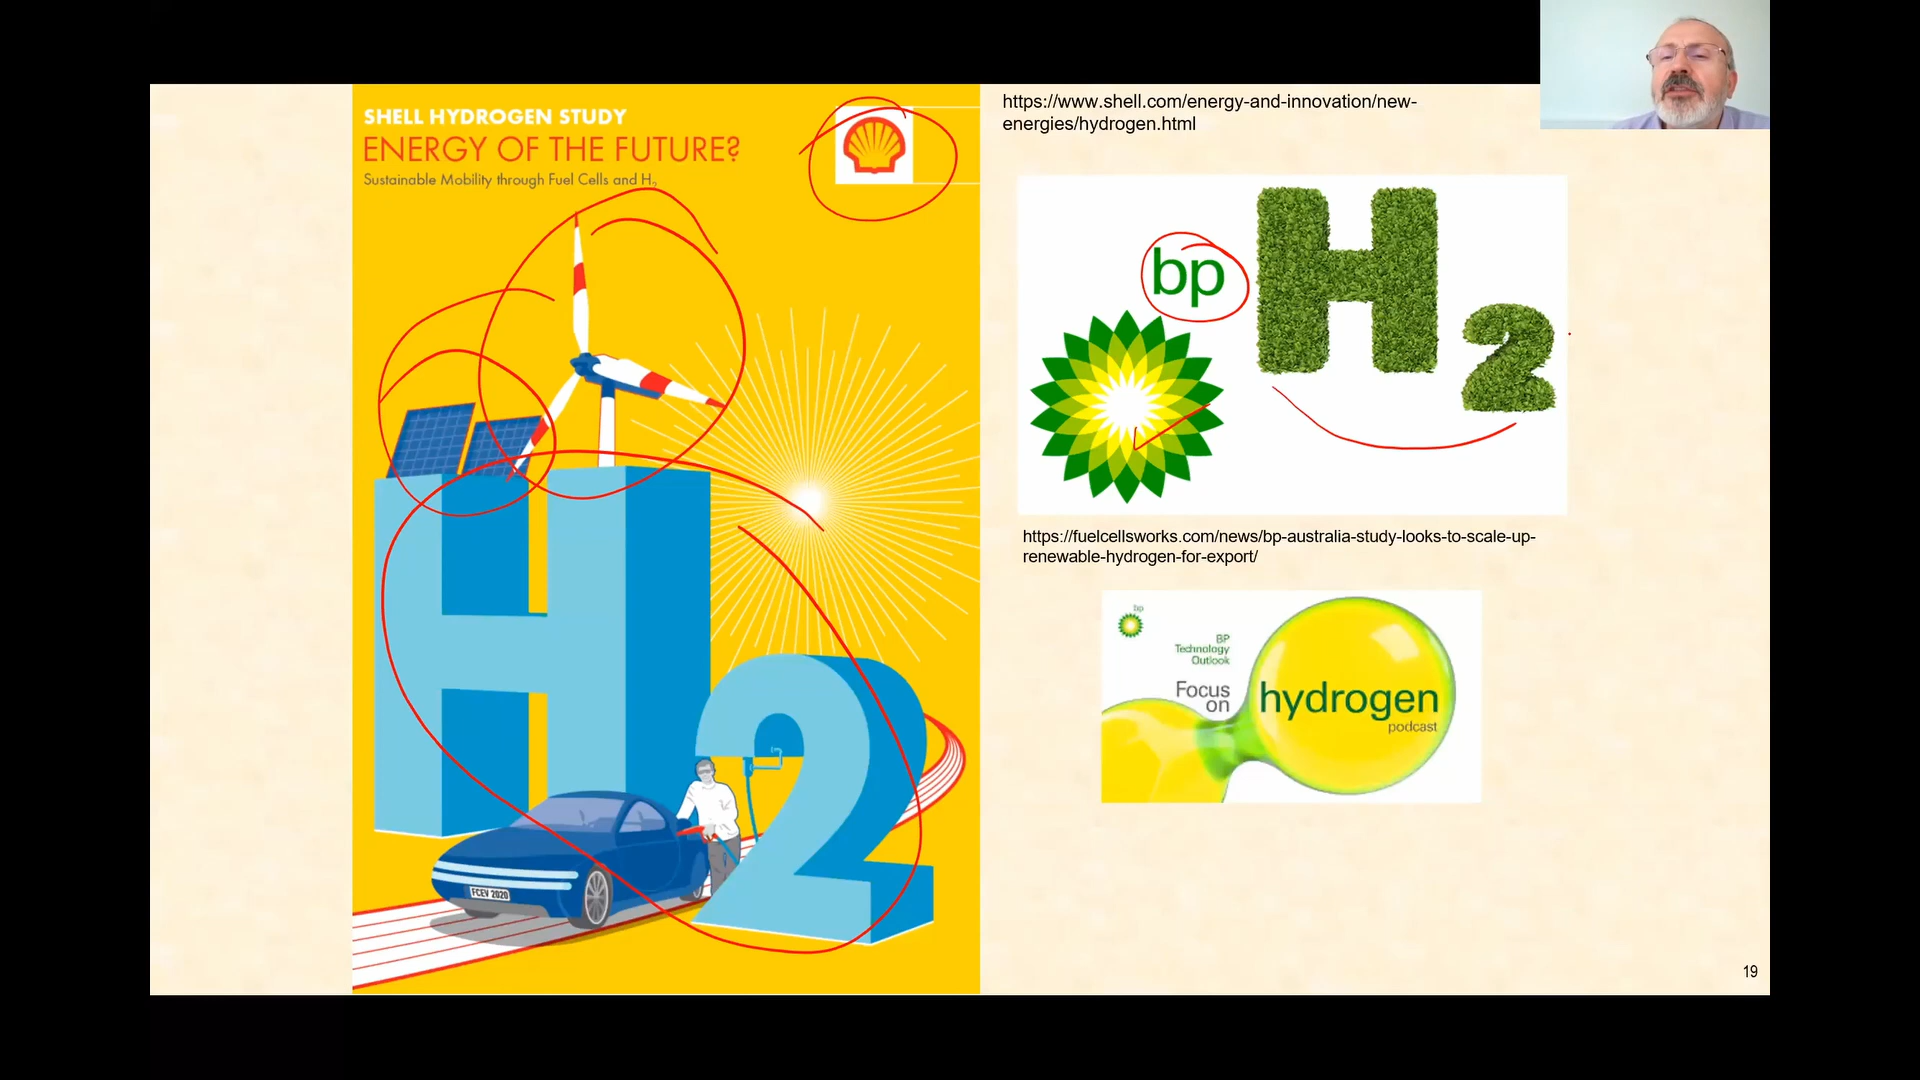 SHELL HYDROGEN STUDY
ENERGY OF THE FUTURE?
Sustainable Mobility through Fuel Cells and H₂
FCEV 2020
https://www.shell.com/energy-and-innovation/new-
energies/hydrogen.html
bp
H2
https://fuelcellsworks.com/news/bp-australia-study-looks-to-scale-up-
renewable-hydrogen-for-export/
bp
BP
Technology
Outlook
Focus
on
hydrogen
podcast
H2
19